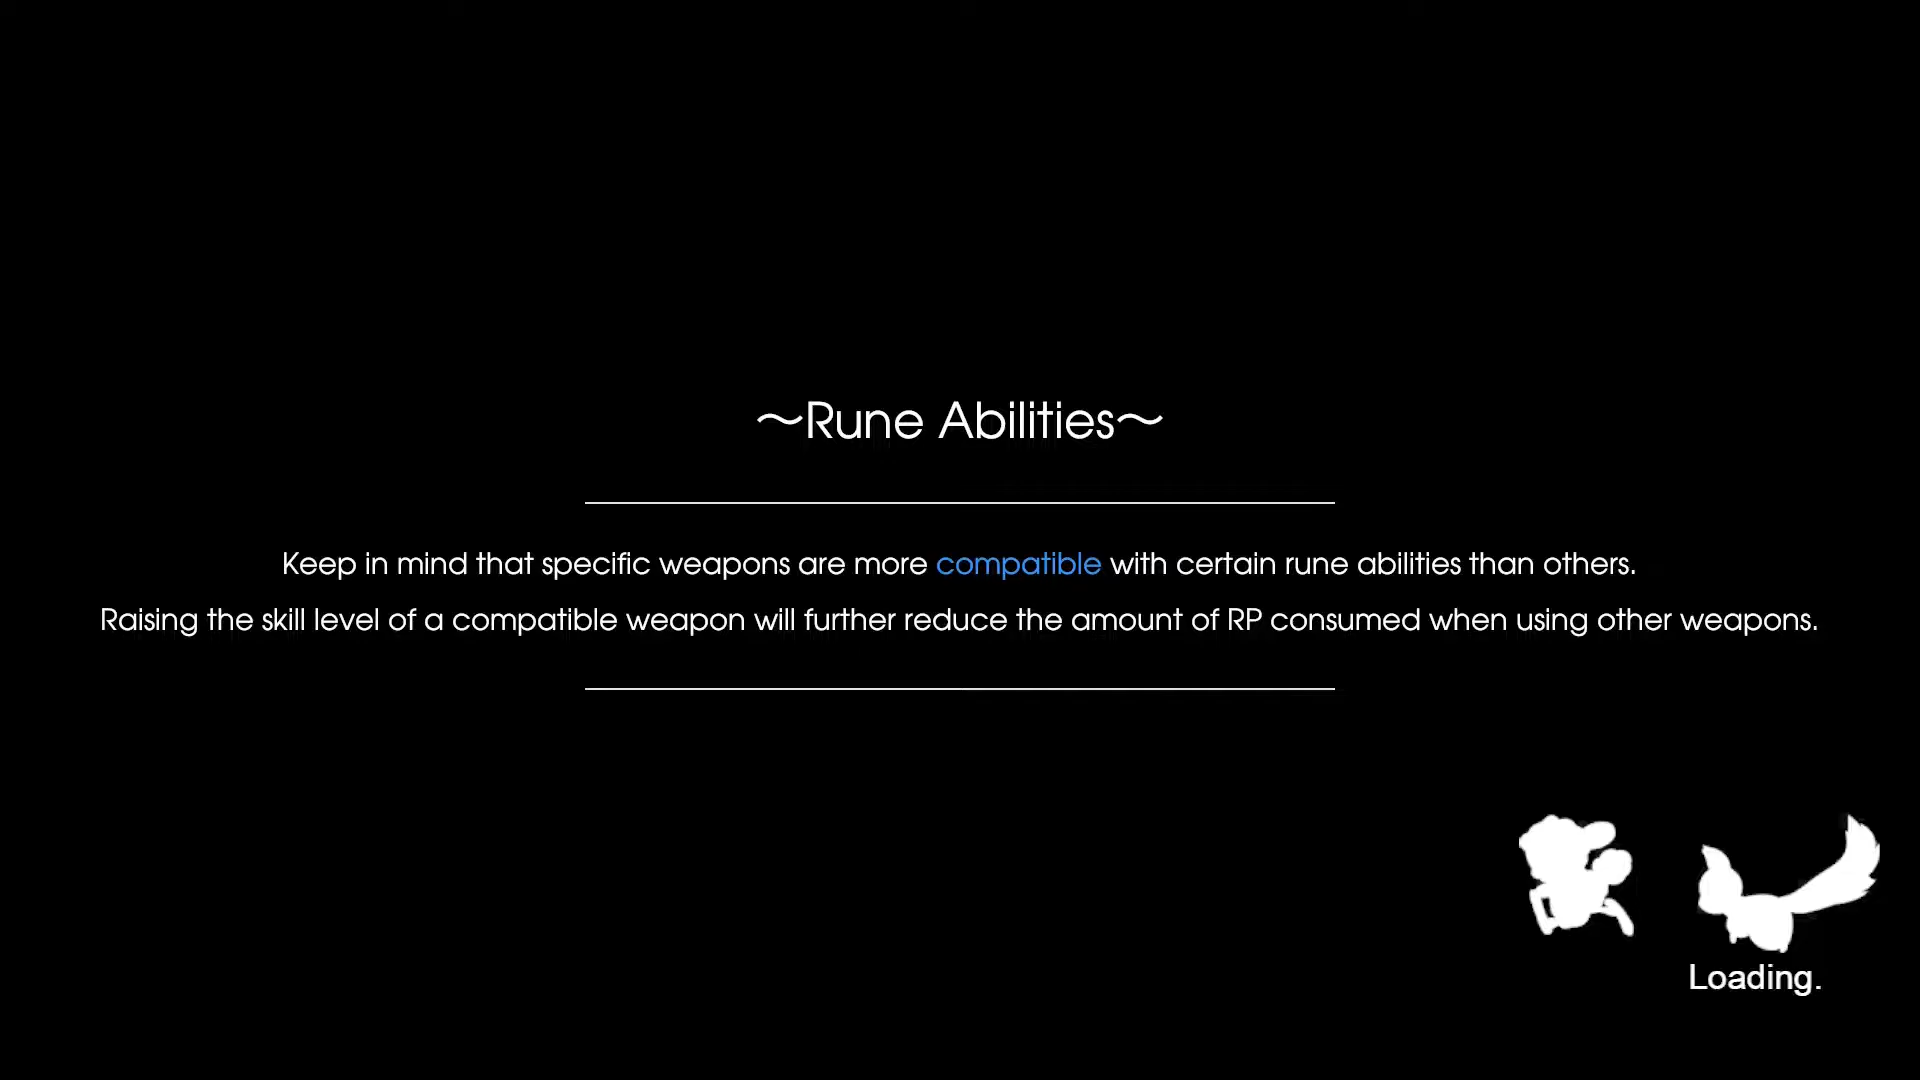 ～Rune Abilities～
Keep in mind that specific weapons are more compatible with certain rune abilities than others.
Raising the skill level of a compatible weapon will further reduce the amount of RP consumed when using other weapons.
Loading.